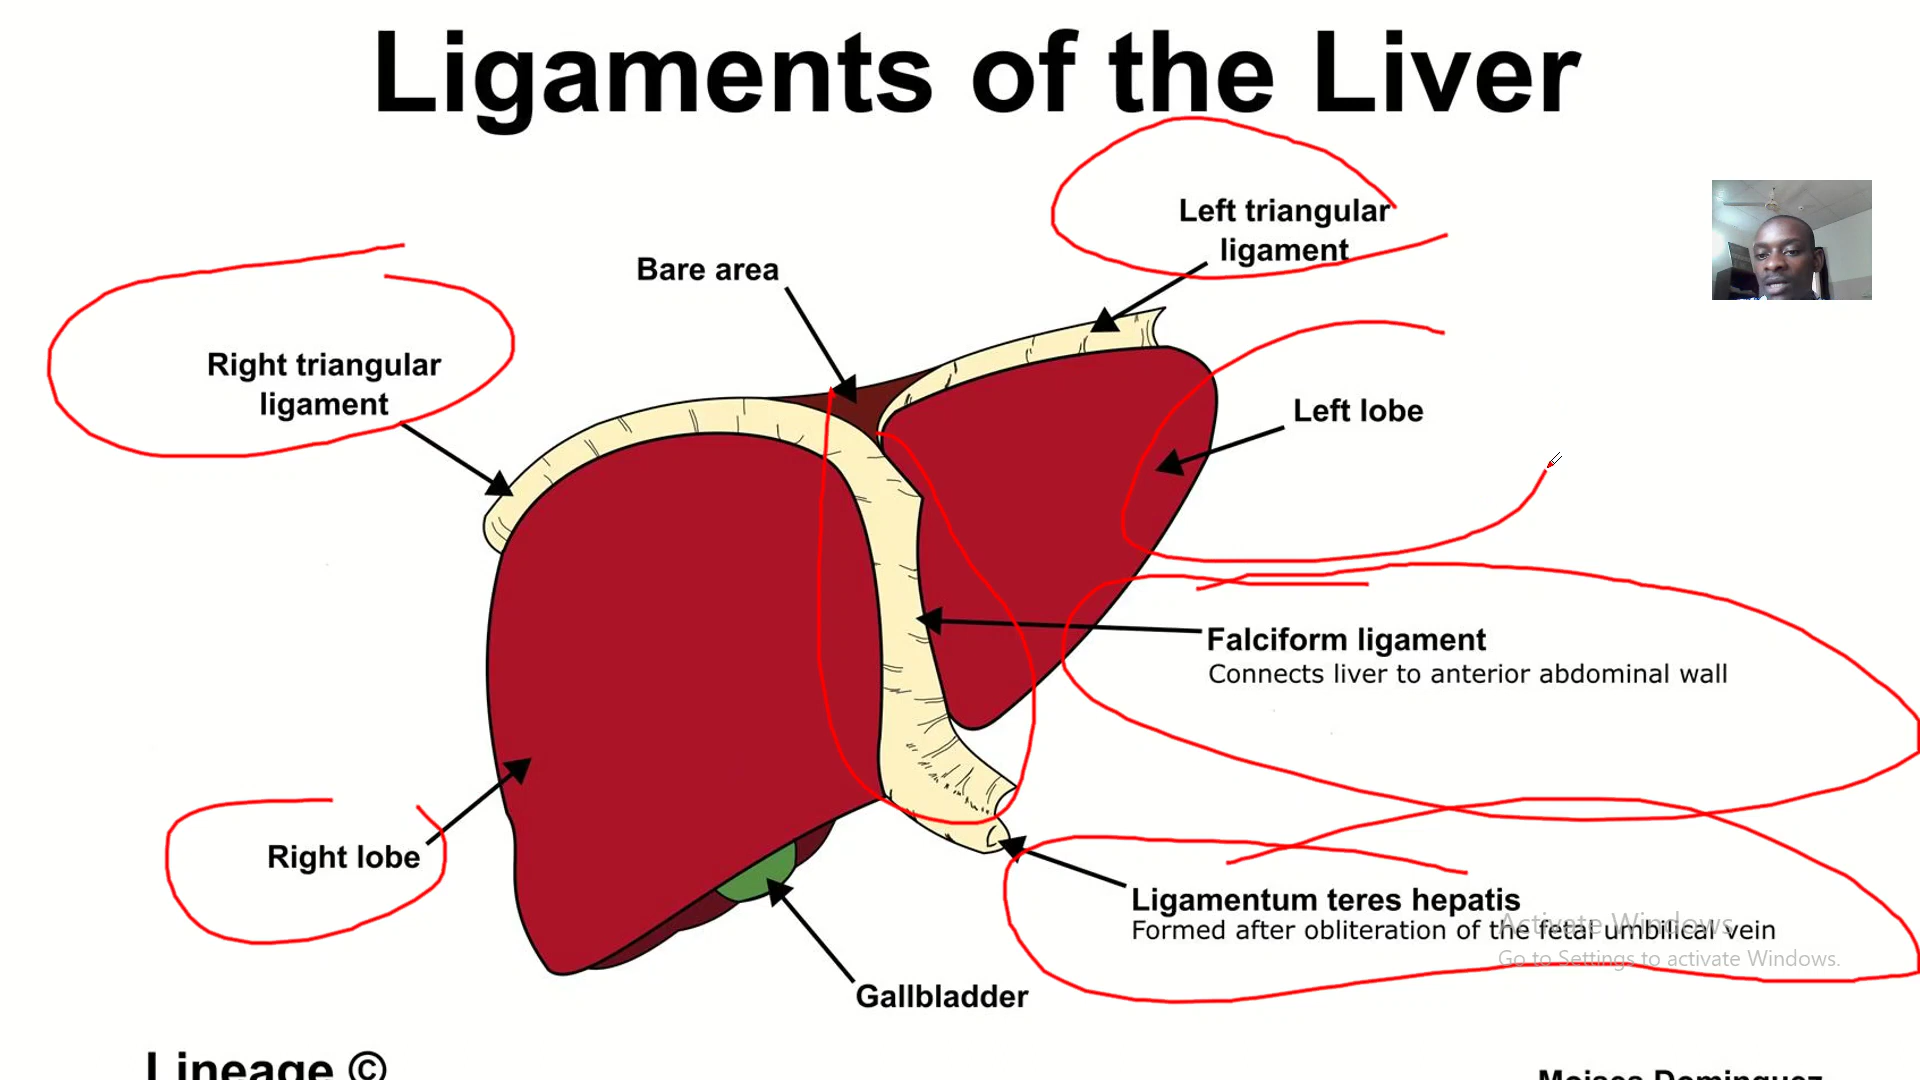 Ligaments of the Liver
Left triangular
ligament
Bare area
Right triangular
ligament
Left lobe
Falciform ligament
Connects liver to anterior abdominal wall
Right lobe
Ligamentum teres hepatis
Formed after obliteration of the fetal umbilical vein
Activate Windows
Go to Settings to activate Windows.
Gallbladder
Lineage ©
Moises Dominguez